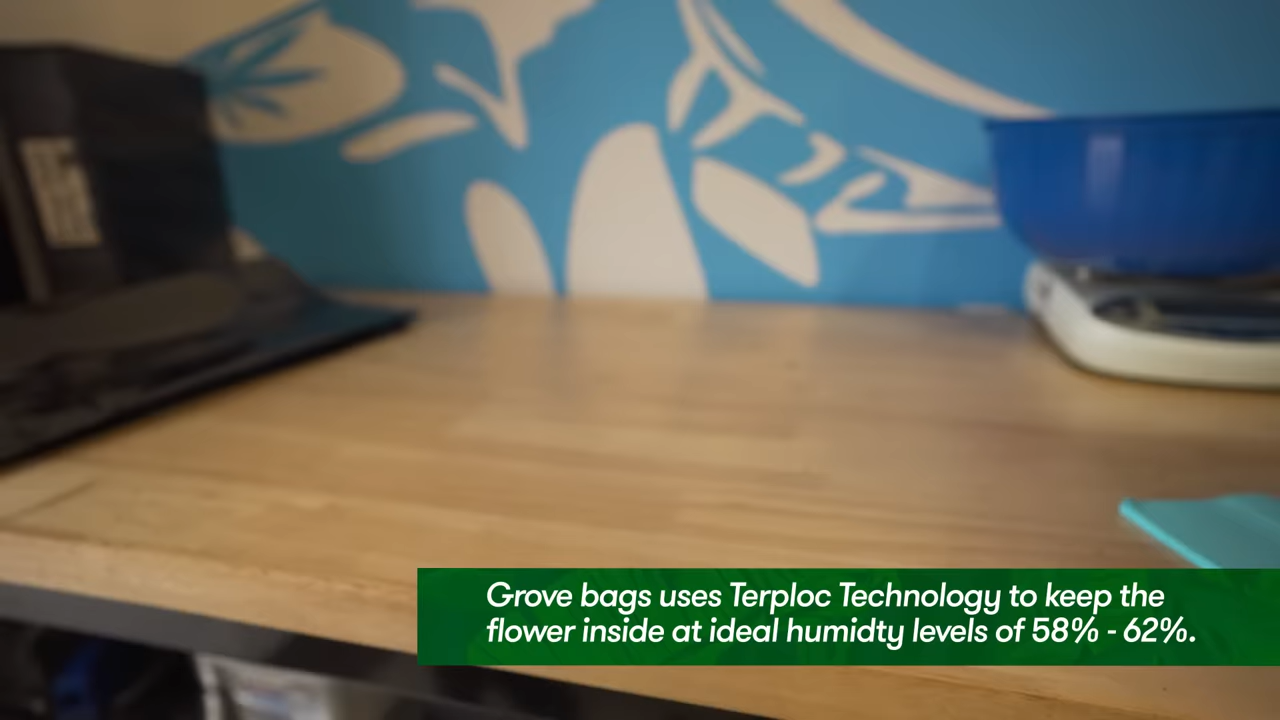 Grove bags uses Terploc Technology to keep the
flower inside at ideal humidty levels of 58% - 62%.